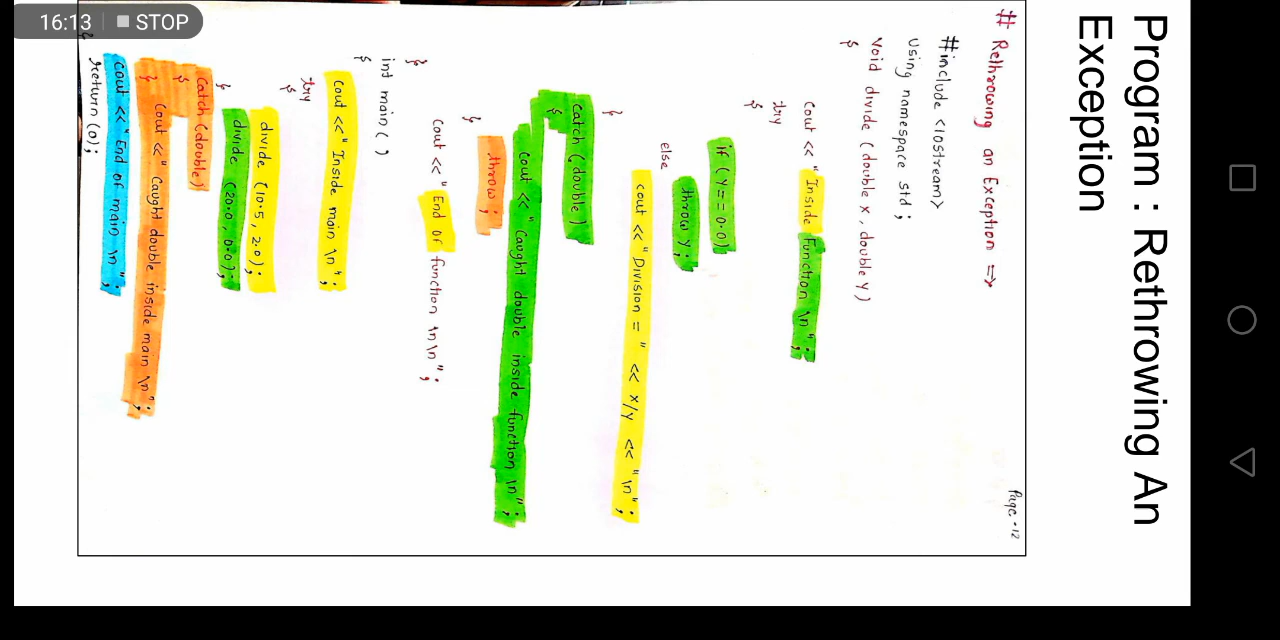 16:13 STOP
Program : Rethrowing An
Exception
Page-12
# Rethrowing an Exception =>
#include <iostream>
Using namespace std ;
Void divide ( double x , double y )
{
Cout << "Inside Function \n";
try
{
if ( y == 0.0)
throw y;
else
cout << "Division = " << x/y << "\n";
}
catch ( double )
{
Cout << " Caught double inside function \n";
throw ;
}
Cout << " End of function \n\n";
}
int main ( )
{
Cout << " Inside main \n";
try
{
divide (10.5, 2.0);
divide (20.0, 0.0);
}
Catch (double)
{
Cout << " Caught double inside main \n";
}
Cout << " End of main \n";
return (0);
}